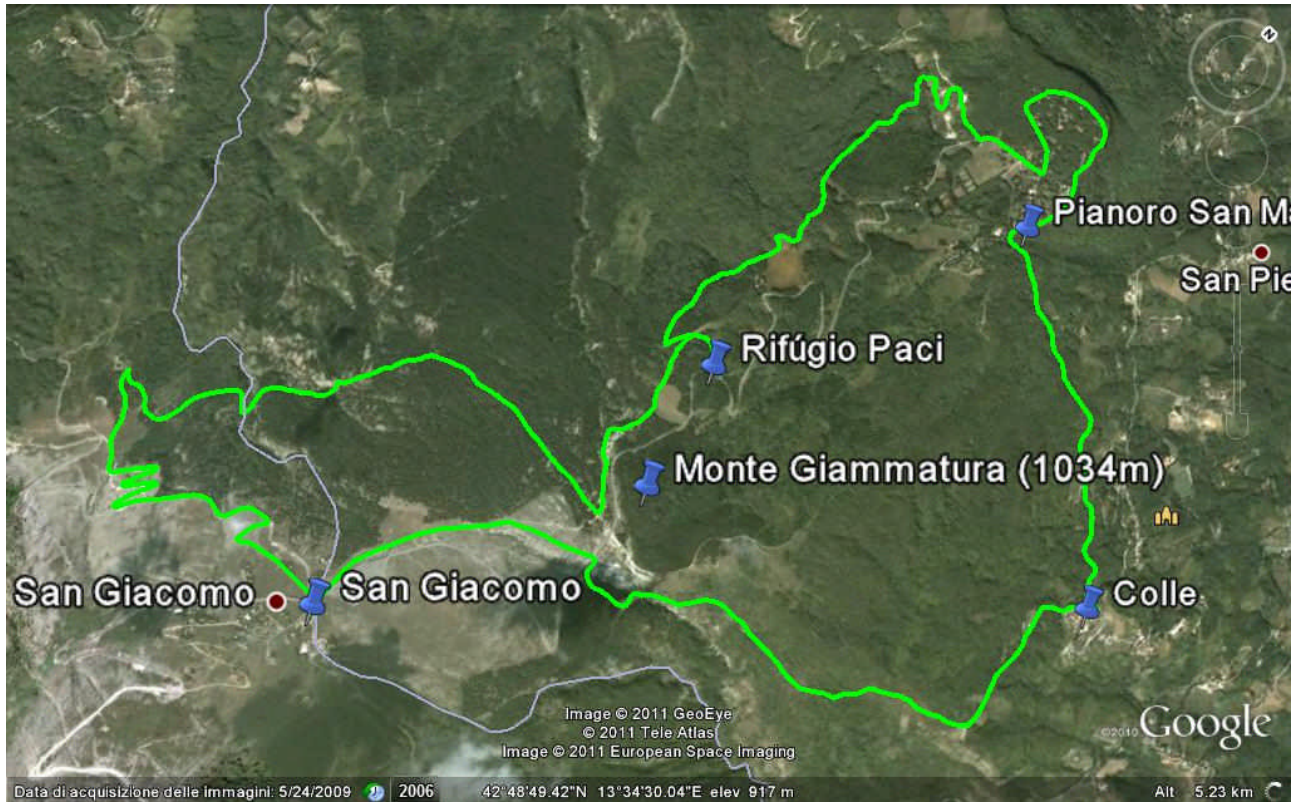 N
Pianoro San Ma
San Pie
Rifúgio Paci
Monte Giammatura (1034m)
San Giacomo
San Giacomo
Colle
Image © 2011 GeoEye
© 2011 Tele Atlas
Image © 2011 European Space Imaging
©2010 Google
Data di acquisizione delle immagini: 5/24/2009 2006 42°48'49.42"N 13°34'30.04"E elev 917 m Alt 5.23 km